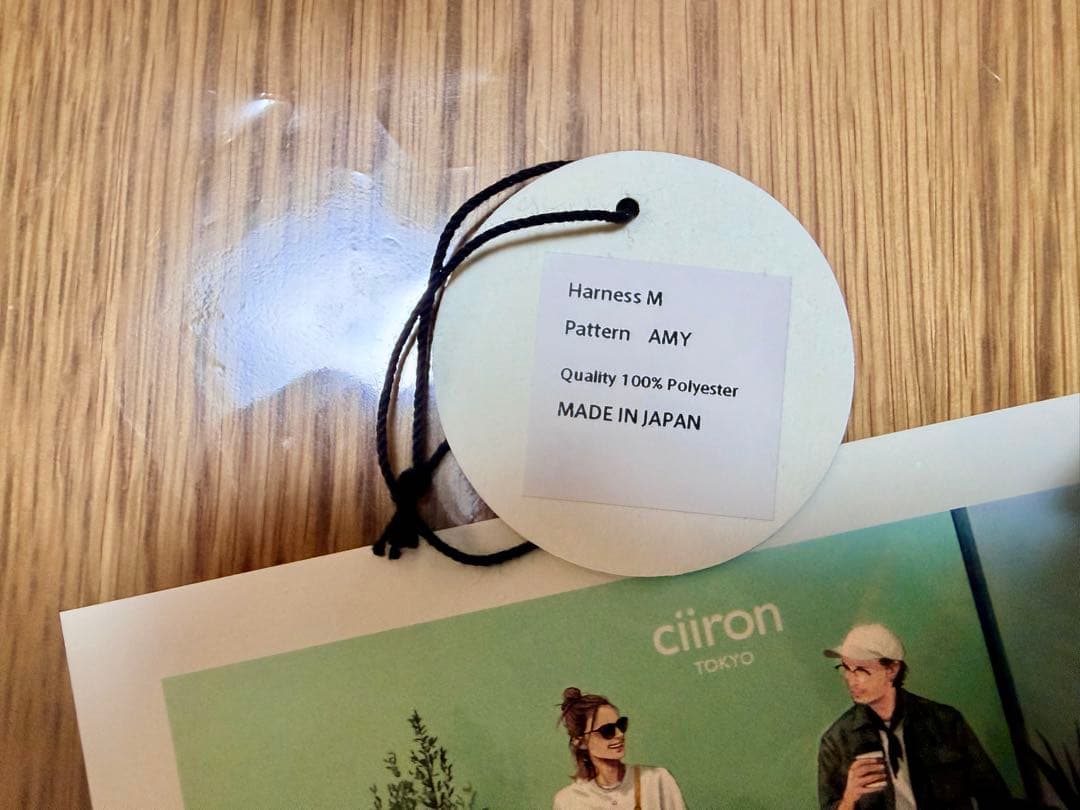 Harness M
Pattern AMY
Quality 100% Polyester
MADE IN JAPAN
ciiron
TOKYO